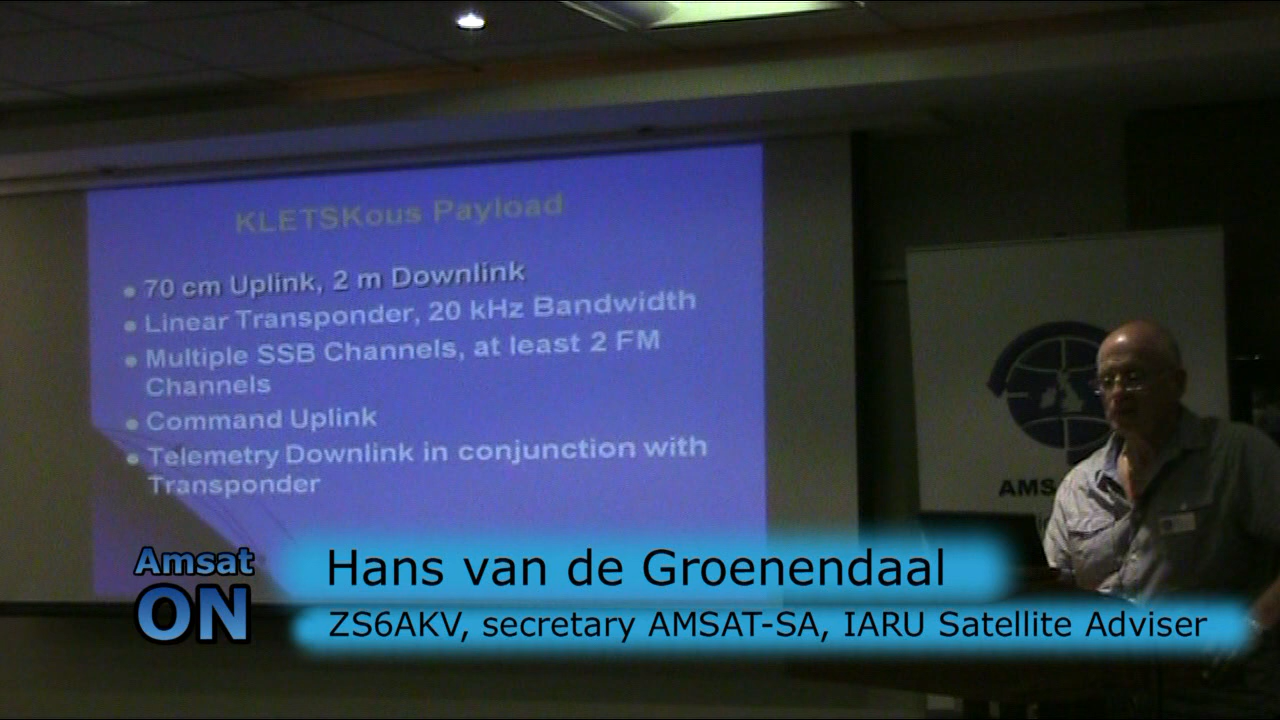 KLETSKous Payload
70 cm Uplink, 2 m Downlink
Linear Transponder, 20 kHz Bandwidth
Multiple SSB Channels, at least 2 FM
Channels
Command Uplink
Telemetry Downlink in conjunction with
Transponder
AMS
Amsat
ON
Hans van de Groenendaal
ZS6AKV, secretary AMSAT-SA, IARU Satellite Adviser